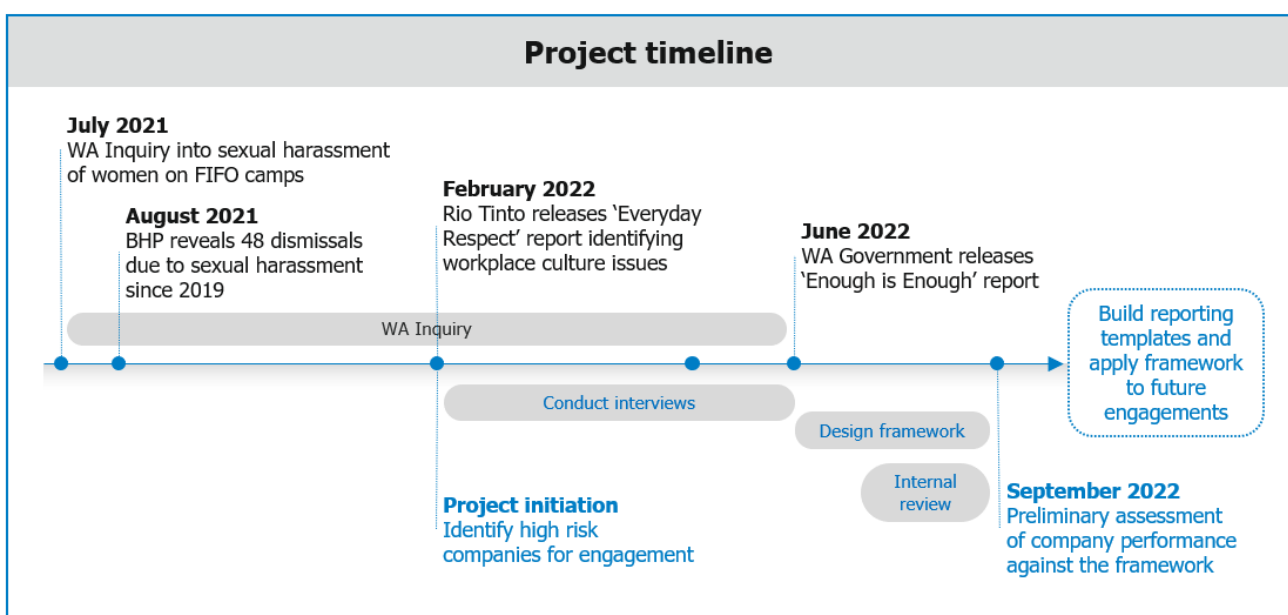 Project timeline
July 2021
WA Inquiry into sexual harassment
of women on FIFO camps
August 2021
BHP reveals 48 dismissals
due to sexual harassment
since 2019
February 2022
Rio Tinto releases ‘Everyday
Respect’ report identifying
workplace culture issues
June 2022
WA Government releases
‘Enough is Enough’ report
WA Inquiry
Build reporting
templates and
apply framework
to future
engagements
Conduct interviews
Design framework
Internal
review
Project initiation
Identify high risk
companies for engagement
September 2022
Preliminary assessment
of company performance
against the framework